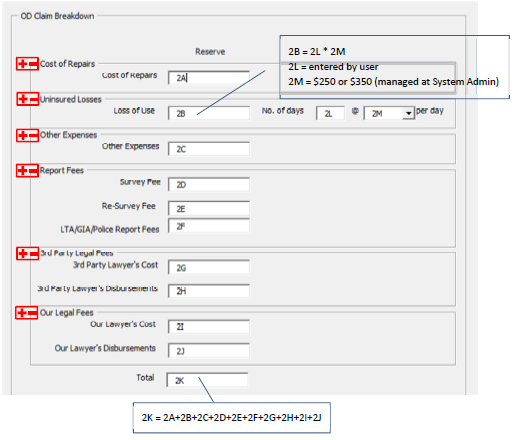 OD Claim Breakdown
Reserve
2B = 2L * 2M
2L = entered by user
2M = $250 or $350 (managed at System Admin)
Cost of Repairs
Cost of Repairs 2A
Uninsured Losses
Loss of Use 2B No. of days 2L @ 2M per day
Other Expenses
Other Expenses 2C
Report Fees
Survey Fee 2D
Re-Survey Fee 2E
LTA/GIA/Police Report Fees 2F
3rd Party Legal Fees
3rd Party Lawyer's Cost 2G
3rd Party Lawyer's Disbursements 2H
Our Legal Fees
Our Lawyer's Cost 2I
Our Lawyer's Disbursements 2J
Total 2K
2K = 2A+2B+2C+2D+2E+2F+2G+2H+2I+2J